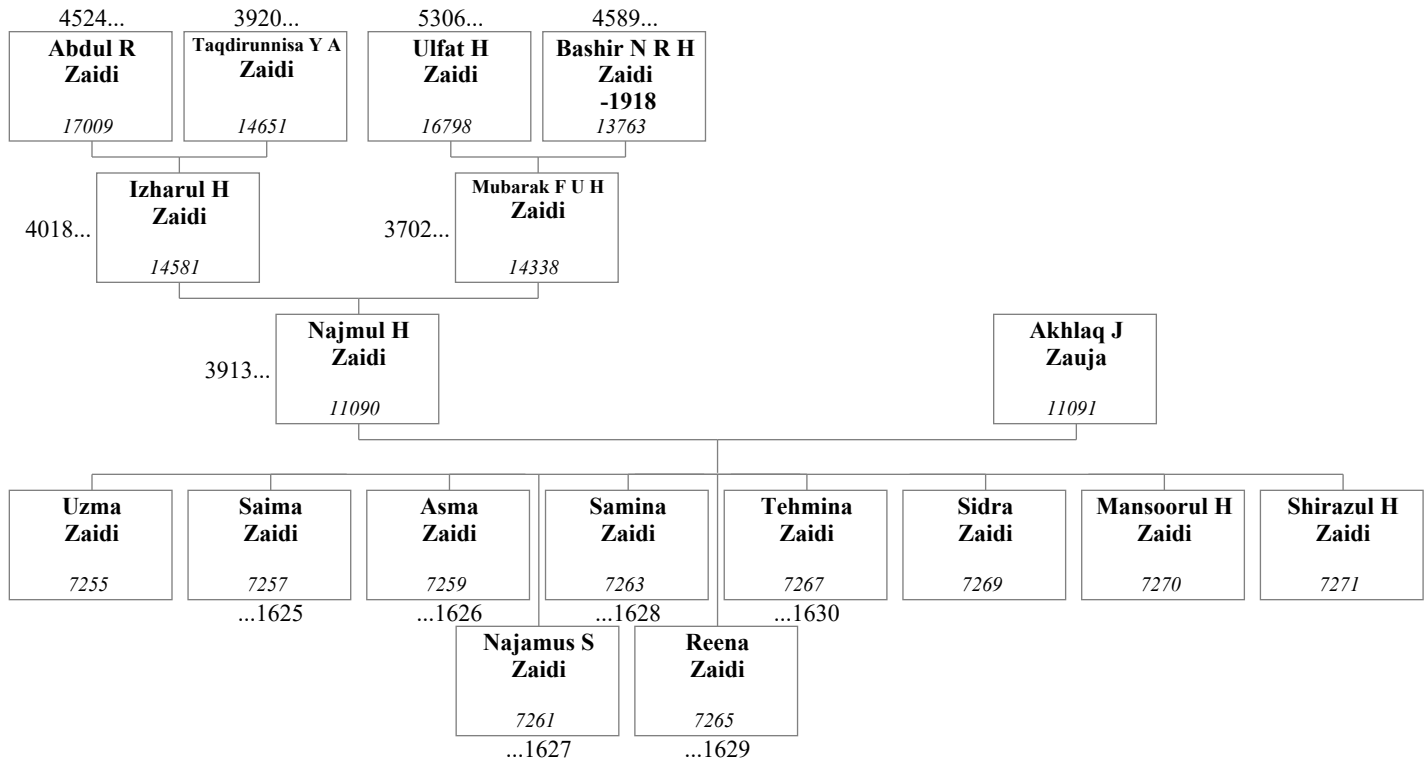 4524...
3920...
5306...
4589...
Abdul R
Zaidi
17009
Taqdirunnisa Y A
Zaidi
14651
Ulfat H
Zaidi
16798
Bashir N R H
Zaidi
-1918
13763
4018...
Izharul H
Zaidi
14581
3702...
Mubarak F U H
Zaidi
14338
3913...
Najmul H
Zaidi
11090
Akhlaq J
Zauja
11091
Uzma
Zaidi
7255
Saima
Zaidi
7257
...1625
Asma
Zaidi
7259
...1626
Samina
Zaidi
7263
...1628
Tehmina
Zaidi
7267
...1630
Sidra
Zaidi
7269
Mansoorul H
Zaidi
7270
Shirazul H
Zaidi
7271
Najamus S
Zaidi
7261
...1627
Reena
Zaidi
7265
...1629